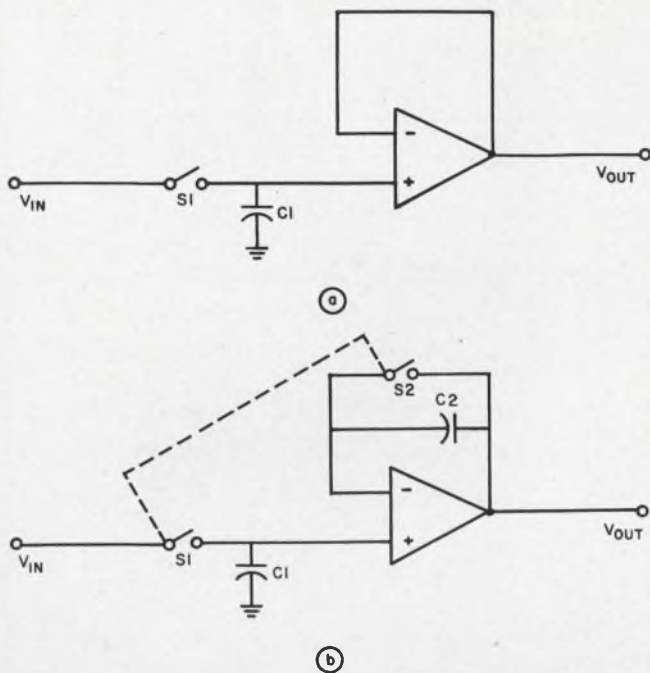 -
+
V_IN
S1
C1
V_OUT
a
S2
C2
-
+
V_IN
S1
C1
V_OUT
b